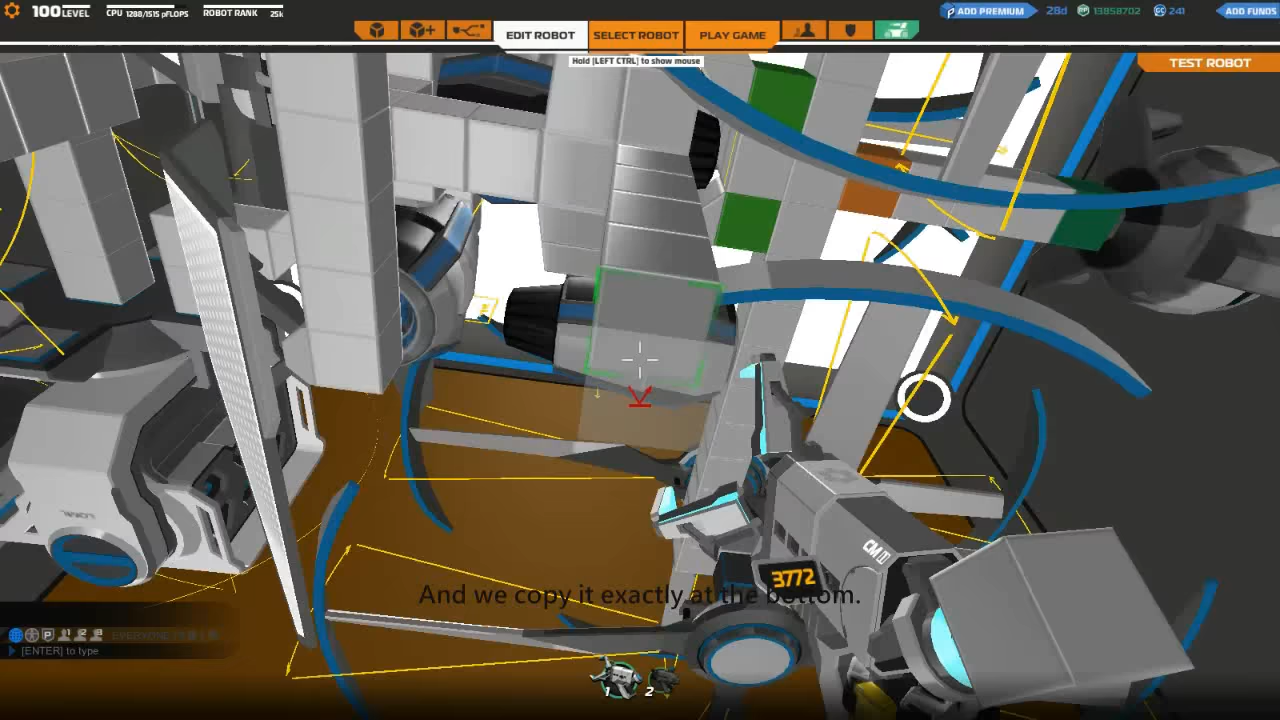 100 LEVEL
CPU 1288/1515 pFLOPS
ROBOT RANK 25k
ADD PREMIUM
28d
13858702
241
ADD FUNDS
EDIT ROBOT
SELECT ROBOT
PLAY GAME
Hold [LEFT CTRL] to show mouse
TEST ROBOT
CM
3772
And we copy it exactly at the bottom.
EVERYONE
[ENTER] to type
1
2